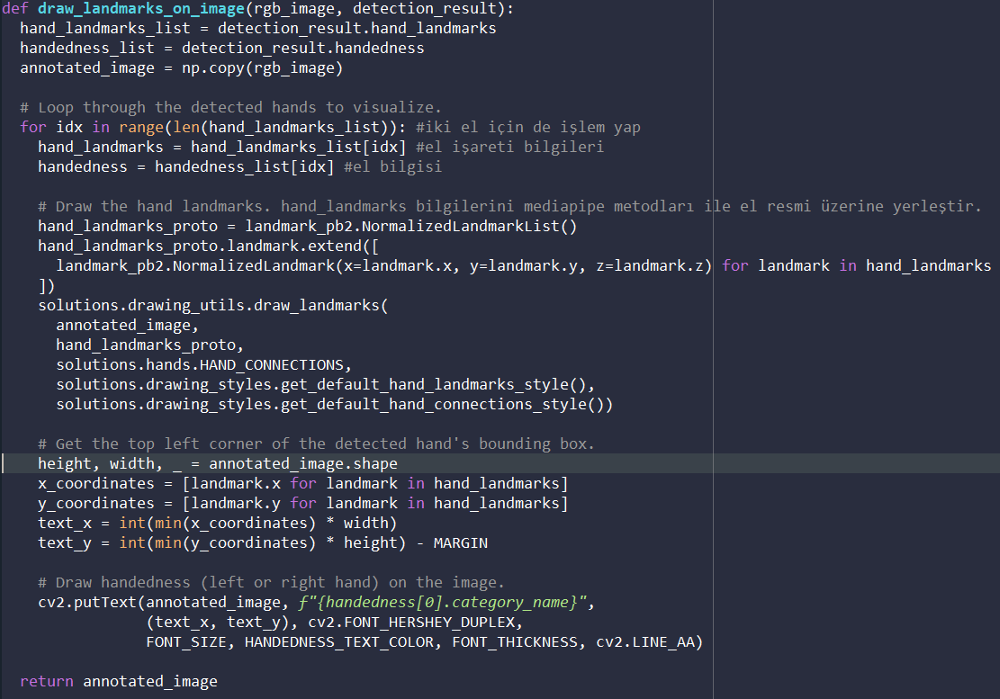 def draw_landmarks_on_image(rgb_image, detection_result):
  hand_landmarks_list = detection_result.hand_landmarks
  handedness_list = detection_result.handedness
  annotated_image = np.copy(rgb_image)

  # Loop through the detected hands to visualize.
  for idx in range(len(hand_landmarks_list)): #iki el için de işlem yap
    hand_landmarks = hand_landmarks_list[idx] #el işareti bilgileri
    handedness = handedness_list[idx] #el bilgisi

    # Draw the hand landmarks. hand_landmarks bilgilerini mediapipe metodları ile el resmi üzerine yerleştir.
    hand_landmarks_proto = landmark_pb2.NormalizedLandmarkList()
    hand_landmarks_proto.landmark.extend([
      landmark_pb2.NormalizedLandmark(x=landmark.x, y=landmark.y, z=landmark.z) for landmark in hand_landmarks
    ])
    solutions.drawing_utils.draw_landmarks(
      annotated_image,
      hand_landmarks_proto,
      solutions.hands.HAND_CONNECTIONS,
      solutions.drawing_styles.get_default_hand_landmarks_style(),
      solutions.drawing_styles.get_default_hand_connections_style())

    # Get the top left corner of the detected hand's bounding box.
    height, width, _ = annotated_image.shape
    x_coordinates = [landmark.x for landmark in hand_landmarks]
    y_coordinates = [landmark.y for landmark in hand_landmarks]
    text_x = int(min(x_coordinates) * width)
    text_y = int(min(y_coordinates) * height) - MARGIN

    # Draw handedness (left or right hand) on the image.
    cv2.putText(annotated_image, f"{handedness[0].category_name}",
                (text_x, text_y), cv2.FONT_HERSHEY_DUPLEX,
                FONT_SIZE, HANDEDNESS_TEXT_COLOR, FONT_THICKNESS, cv2.LINE_AA)

  return annotated_image